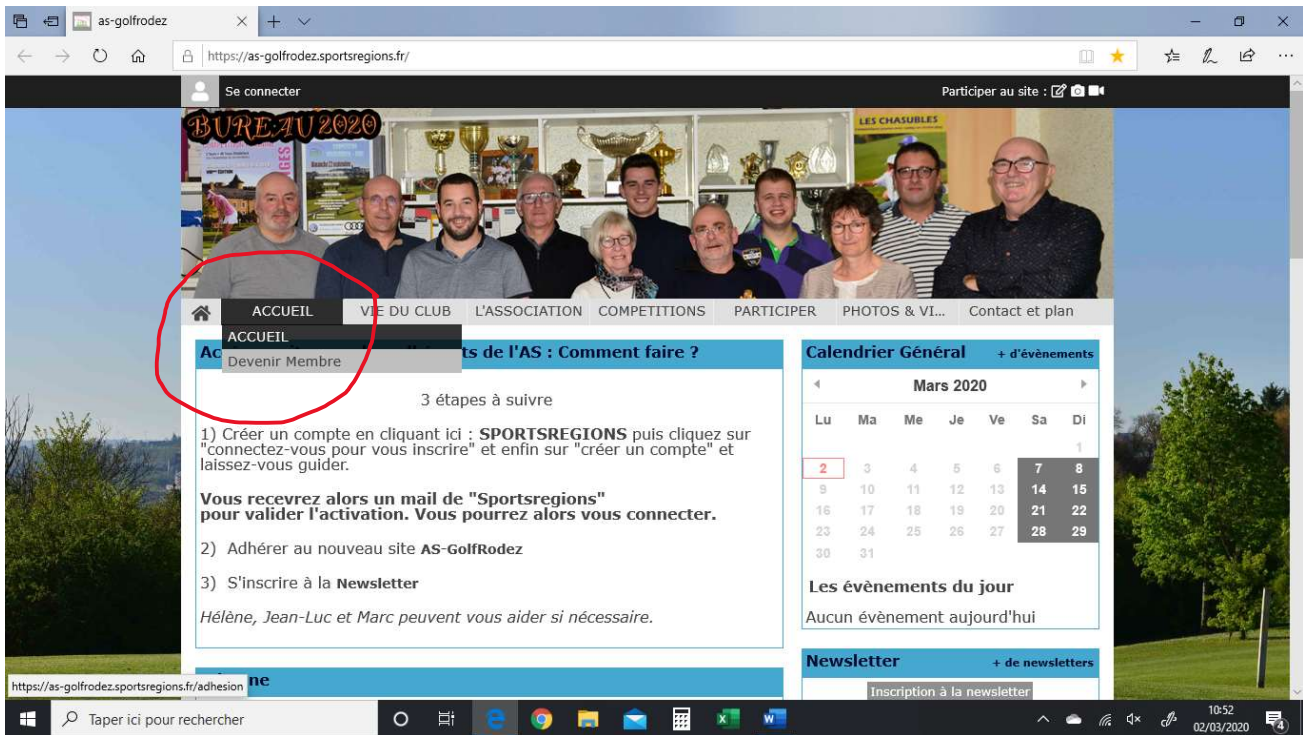 as-golfrodez
https://as-golfrodez.sportsregions.fr/
Se connecter
Participer au site :
BUREAU 2020
LES CHASUBLES
ACCUEIL
VIE DU CLUB
L'ASSOCIATION
COMPETITIONS
PARTICIPER
PHOTOS & VI...
Contact et plan
ACCUEIL
Devenir Membre
ts de l'AS : Comment faire ?
3 étapes à suivre
1) Créer un compte en cliquant ici : SPORTSREGIONS puis cliquez sur
"connectez-vous pour vous inscrire" et enfin sur "créer un compte" et
laissez-vous guider.
Vous recevrez alors un mail de "Sportsregions"
pour valider l'activation. Vous pourrez alors vous connecter.
2) Adhérer au nouveau site AS-GolfRodez
3) S'inscrire à la Newsletter
Hélène, Jean-Luc et Marc peuvent vous aider si nécessaire.
Calendrier Général + d'évènements
Mars 2020
Lu Ma Me Je Ve Sa Di
1
2 3 4 5 6 7 8
9 10 11 12 13 14 15
16 17 18 19 20 21 22
23 24 25 26 27 28 29
30 31
Les évènements du jour
Aucun évènement aujourd'hui
Newsletter + de newsletters
Inscription à la newsletter
ne
https://as-golfrodez.sportsregions.fr/adhesion
Taper ici pour rechercher
10:52
02/03/2020
4